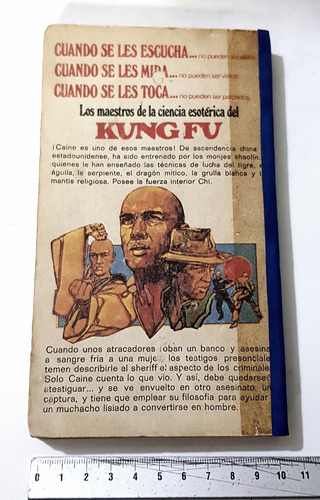 CUANDO SE LES ESCUCHA... no pueden ser oídos.
CUANDO SE LES MIRA... no pueden ser vistos.
CUANDO SE LES TOCA... no pueden ser palpados.
Los maestros de la ciencia esotérica del
KUNG FU
¡Caine es uno de esos maestros! De ascendencia china
estadounidense, ha sido entrenado por los monjes shaolin,
quienes le han enseñado las técnicas de lucha del tigre, el
águila, la serpiente, el dragón mítico, la grulla blanca y la
mantis religiosa. Posee la fuerza interior Chi.
Cuando unos atracadores roban un banco y asesinan
a sangre fría a una mujer, los testigos presenciales
temen describirle al sheriff el aspecto de los criminales.
Solo Caine cuenta lo que vio. Y así, debe quedarse,
atestiguar... y se ve envuelto en otro asesinato, un
captura, y tiene que emplear su filosofía para ayudar
un muchacho lisiado a convertirse en hombre.
0 1 2 3 4 5 6 7 8 9 10 11